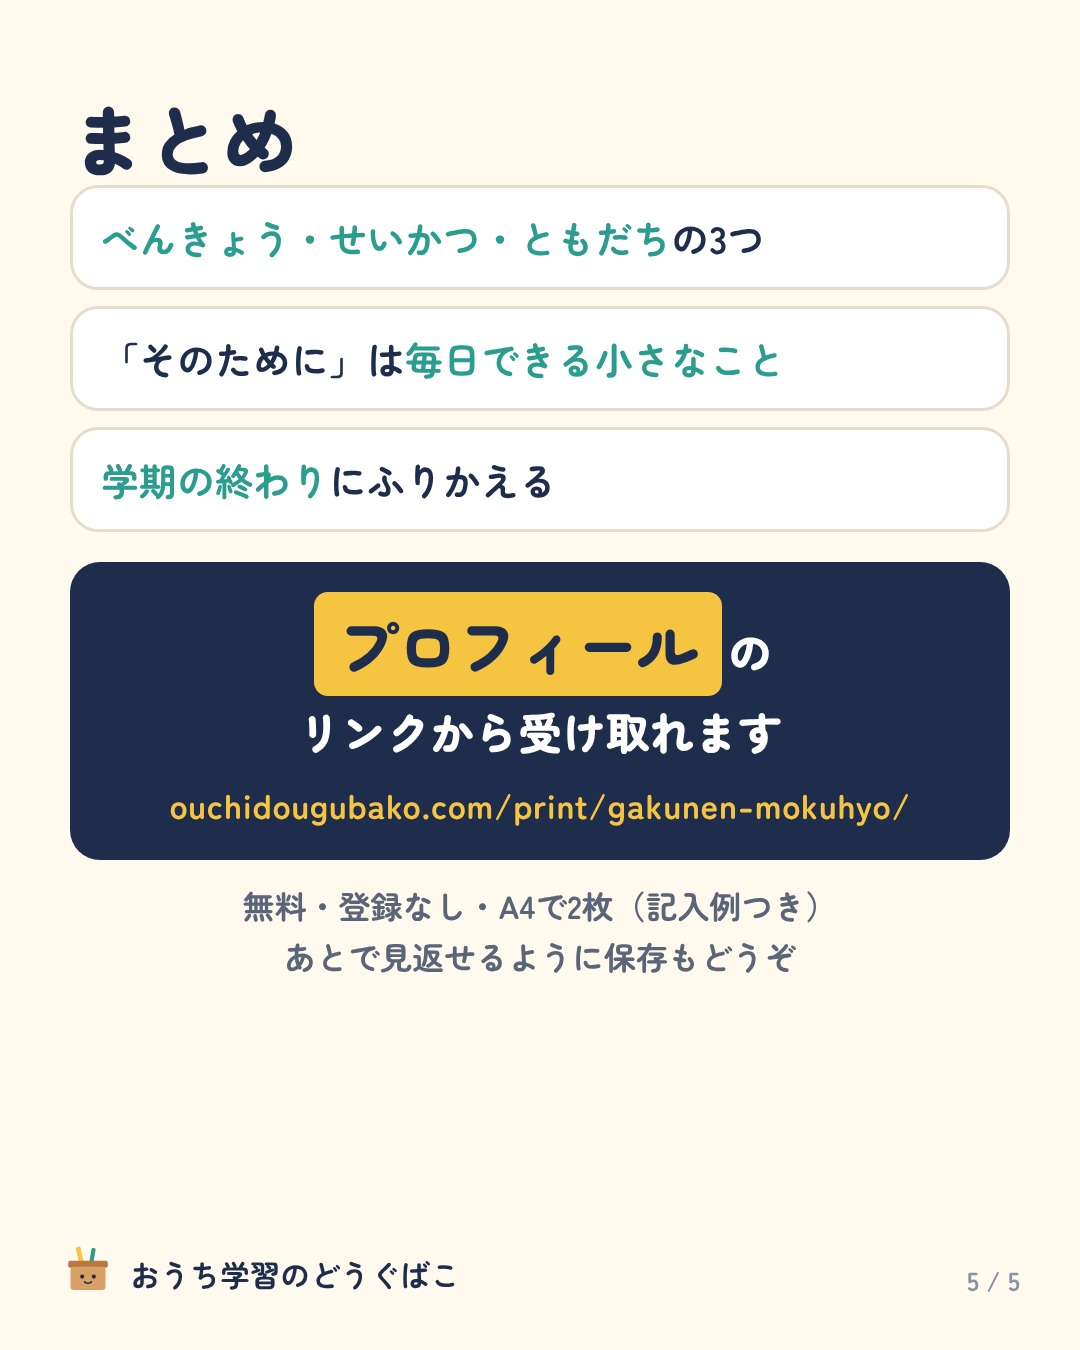 まとめ
べんきょう・せいかつ・ともだちの3つ
「そのために」は毎日できる小さなこと
学期の終わりにふりかえる
プロフィールの
リンクから受け取れます
ouchidougubako.com/print/gakunen-mokuhyo/
無料・登録なし・A4で2枚（記入例つき）
あとで見返せるように保存もどうぞ
おうち学習のどうぐばこ
5 / 5